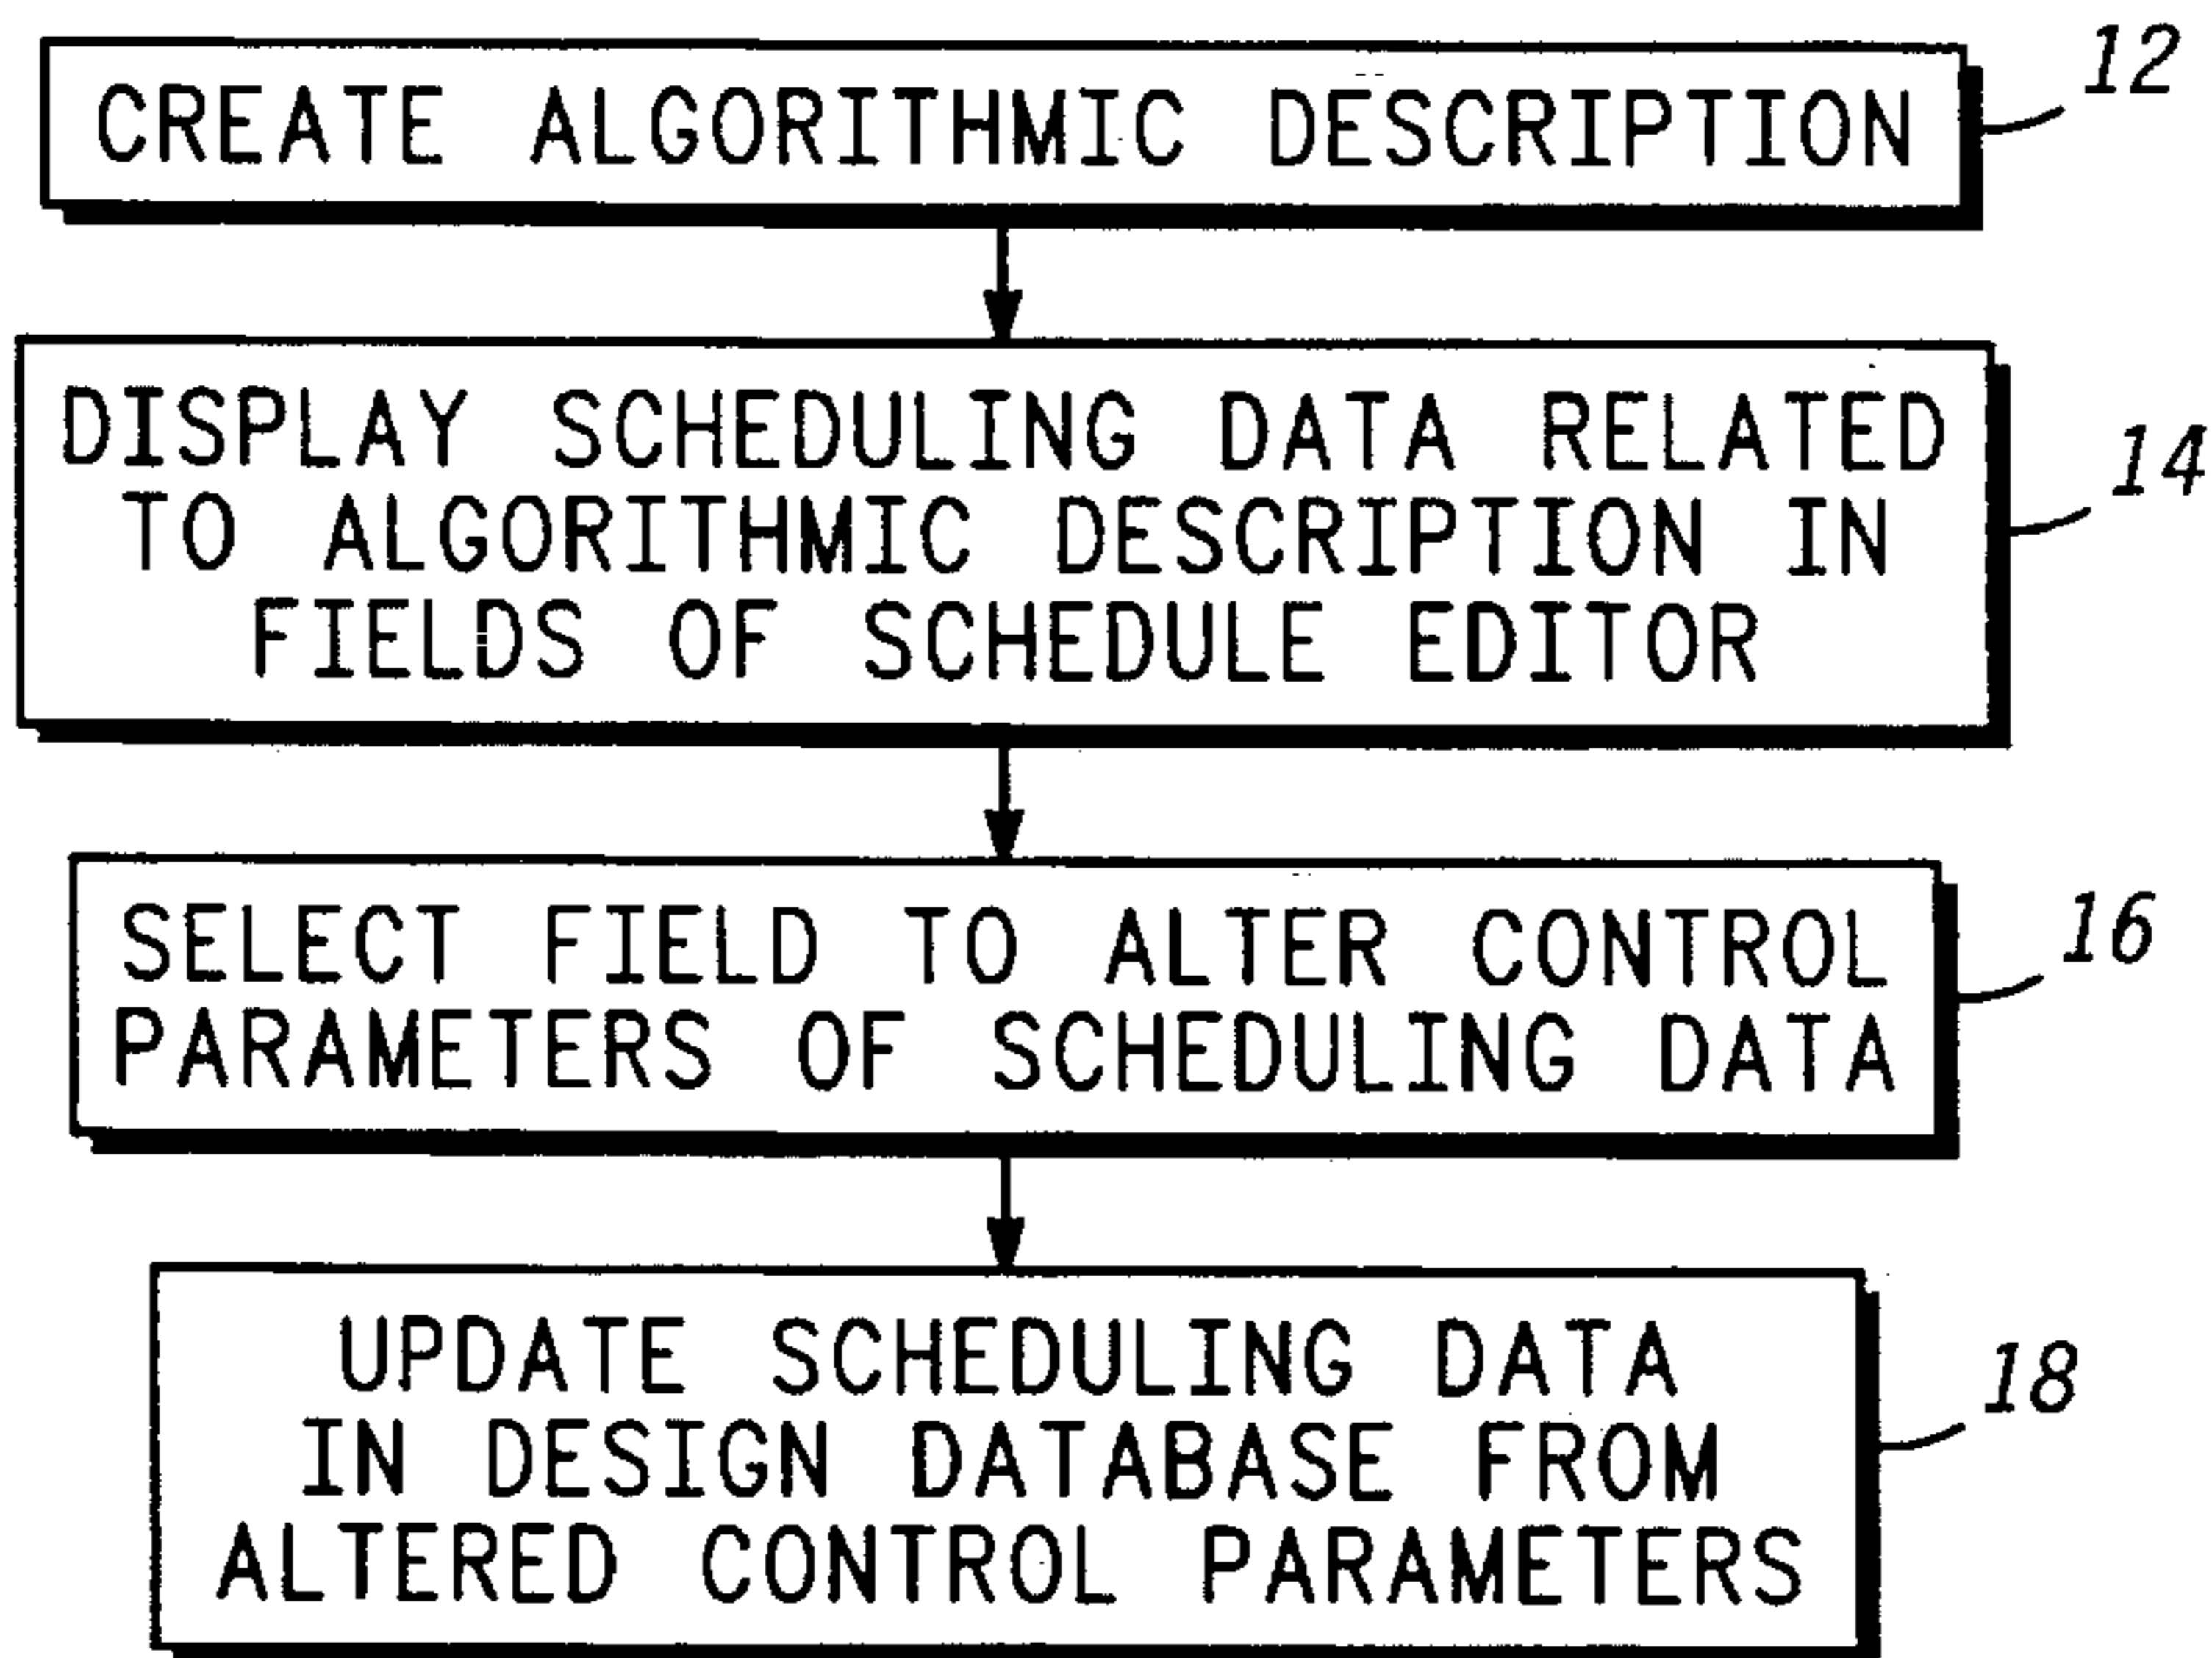 CREATE ALGORITHMIC DESCRIPTION
12
DISPLAY SCHEDULING DATA RELATED
TO ALGORITHMIC DESCRIPTION IN
FIELDS OF SCHEDULE EDITOR
14
SELECT FIELD TO ALTER CONTROL
PARAMETERS OF SCHEDULING DATA
16
UPDATE SCHEDULING DATA
IN DESIGN DATABASE FROM
ALTERED CONTROL PARAMETERS
18